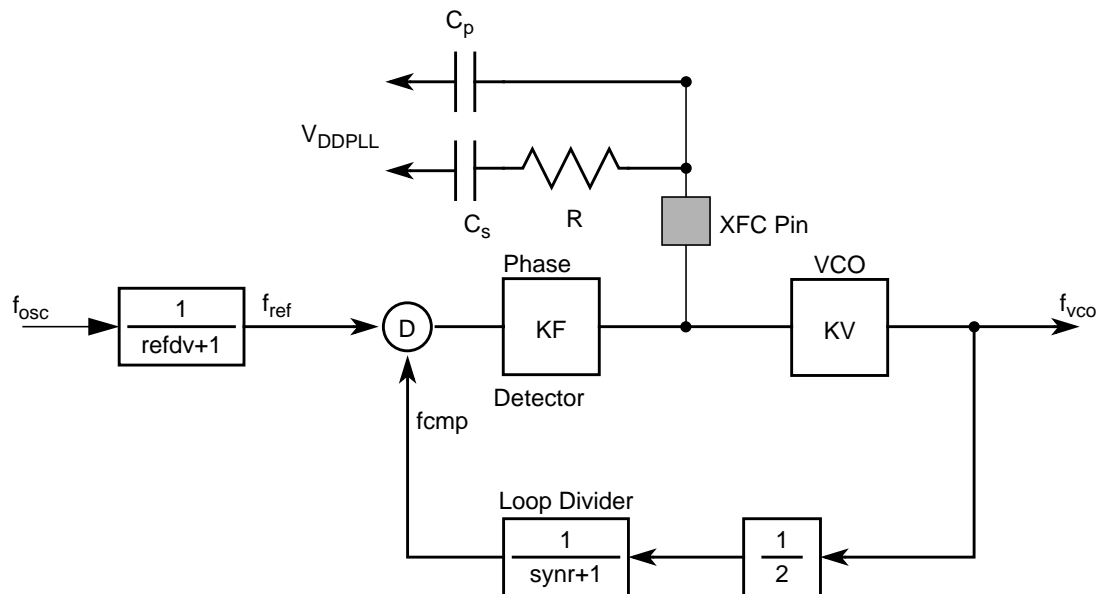 Cp
VDDPLL
Cs
R
XFC Pin
Phase
VCO
fosc
1
refdv+1
fref
D
KF
KV
fvco
Detector
fcmp
Loop Divider
1
synr+1
1
2